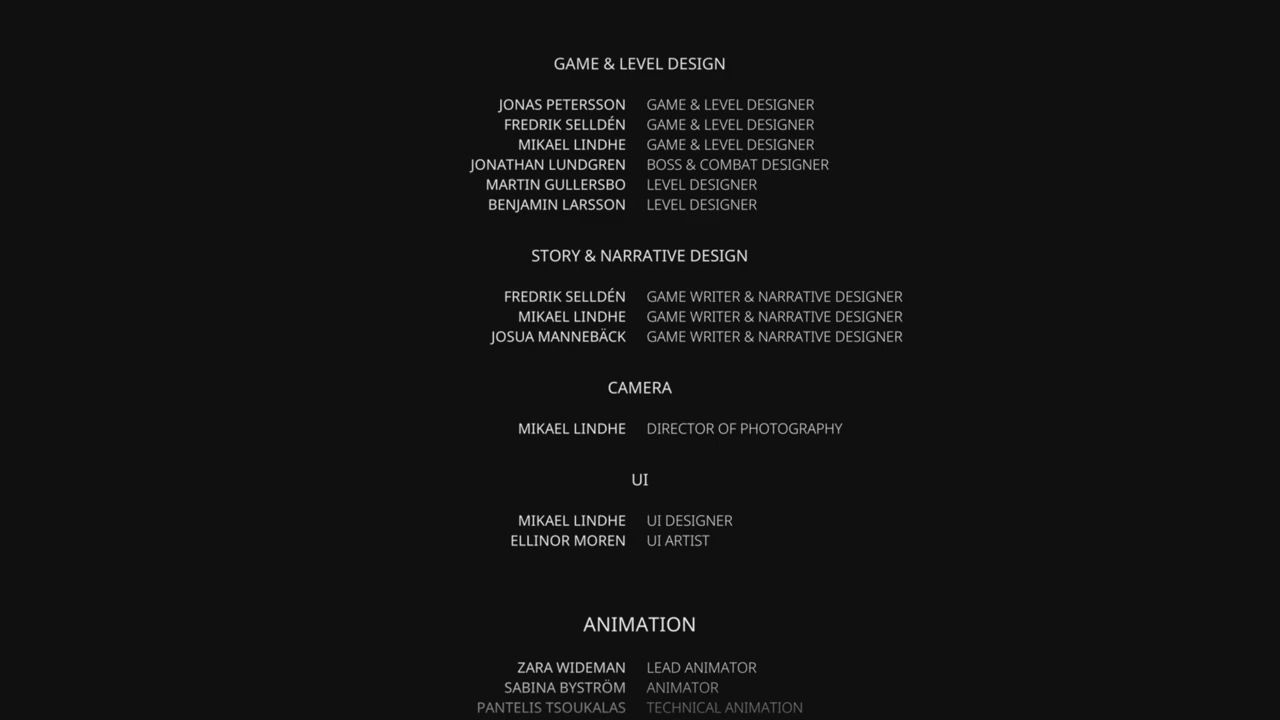 GAME & LEVEL DESIGN
JONAS PETERSSON GAME & LEVEL DESIGNER
FREDRIK SELLDÉN GAME & LEVEL DESIGNER
MIKAEL LINDHE GAME & LEVEL DESIGNER
JONATHAN LUNDGREN BOSS & COMBAT DESIGNER
MARTIN GULLERSBO LEVEL DESIGNER
BENJAMIN LARSSON LEVEL DESIGNER
STORY & NARRATIVE DESIGN
FREDRIK SELLDÉN GAME WRITER & NARRATIVE DESIGNER
MIKAEL LINDHE GAME WRITER & NARRATIVE DESIGNER
JOSUA MANNEBÄCK GAME WRITER & NARRATIVE DESIGNER
CAMERA
MIKAEL LINDHE DIRECTOR OF PHOTOGRAPHY
UI
MIKAEL LINDHE UI DESIGNER
ELLINOR MOREN UI ARTIST
ANIMATION
ZARA WIDEMAN LEAD ANIMATOR
SABINA BYSTRÖM ANIMATOR
PANTELIS TSOUKALAS TECHNICAL ANIMATION